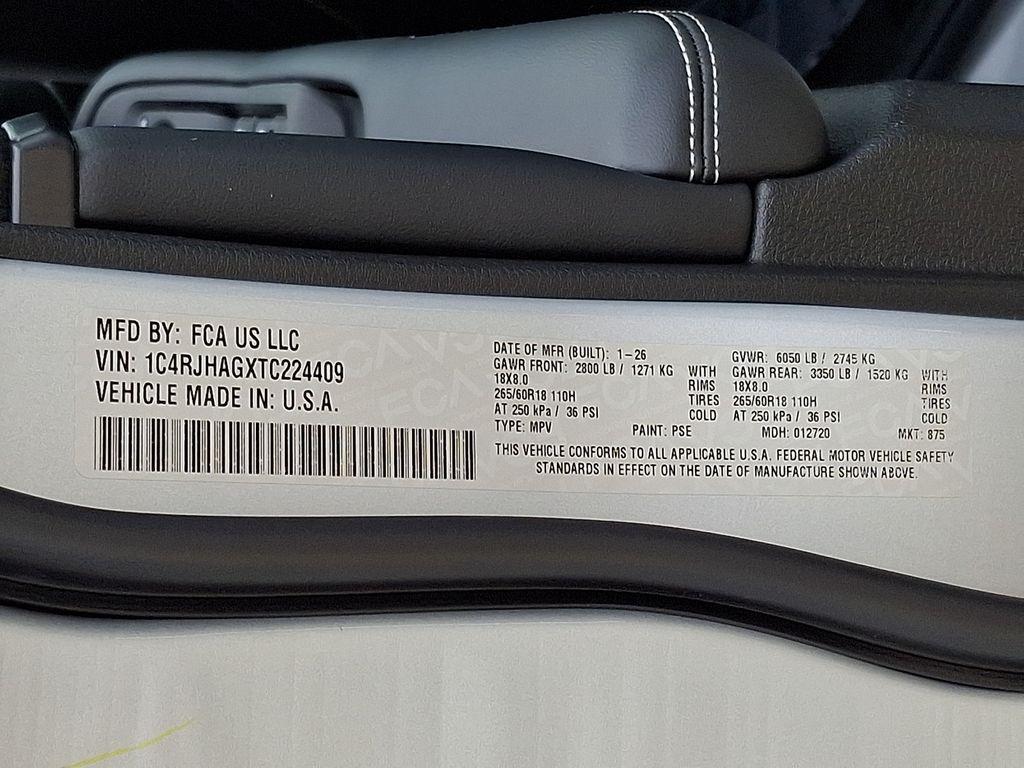 MFD BY: FCA US LLC
VIN: 1C4RJHAGXTC224409
VEHICLE MADE IN: U.S.A.
DATE OF MFR (BUILT): 1-26 GVWR: 6050 LB / 2745 KG
GAWR FRONT: 2800 LB / 1271 KG WITH GAWR REAR: 3350 LB / 1520 KG WITH
18X8.0 RIMS 18X8.0 RIMS
265/60R18 110H TIRES 265/60R18 110H TIRES
AT 250 kPa / 36 PSI COLD AT 250 kPa / 36 PSI COLD
TYPE: MPV PAINT: PSE MDH: 012720 MKT: 875
THIS VEHICLE CONFORMS TO ALL APPLICABLE U.S.A. FEDERAL MOTOR VEHICLE SAFETY
STANDARDS IN EFFECT ON THE DATE OF MANUFACTURE SHOWN ABOVE.